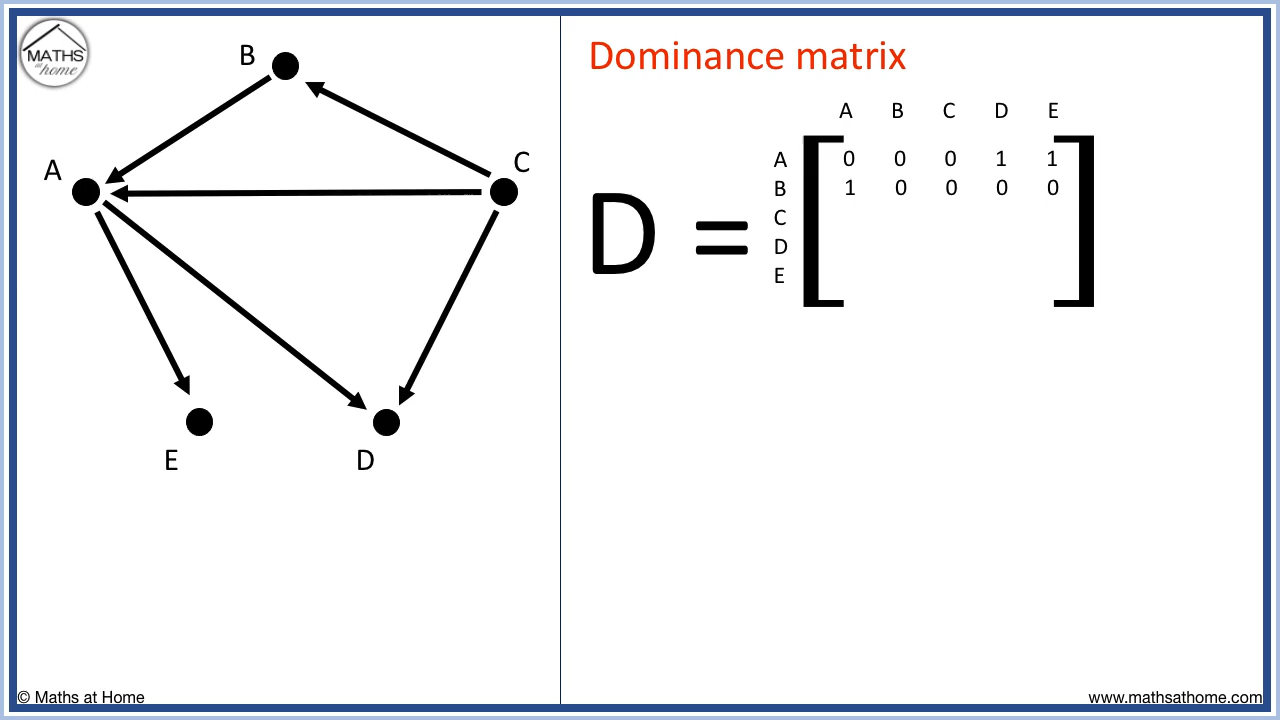 MATHS
at
home
B
A
C
E
D
Dominance matrix
A B C D E
D =
A 0 0 0 1 1
B 1 0 0 0 0
C
D
E
© Maths at Home
www.mathsathome.com